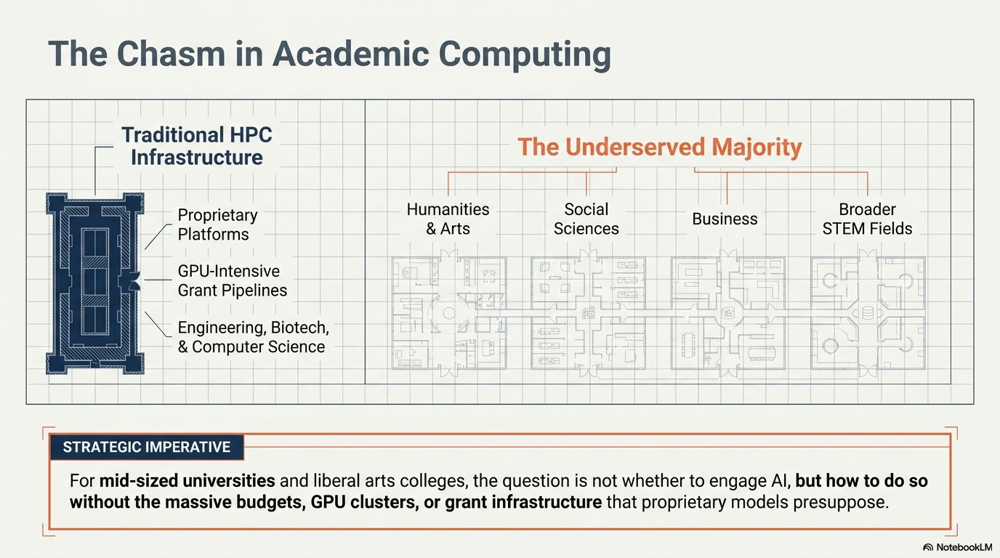 The Chasm in Academic Computing
Traditional HPC
Infrastructure
Proprietary
Platforms
GPU-Intensive
Grant Pipelines
Engineering, Biotech,
& Computer Science
The Underserved Majority
Humanities
& Arts
Social
Sciences
Business
Broader
STEM Fields
STRATEGIC IMPERATIVE
For mid-sized universities and liberal arts colleges, the question is not whether to engage AI, but how to do so
without the massive budgets, GPU clusters, or grant infrastructure that proprietary models presuppose.
NotebookLM